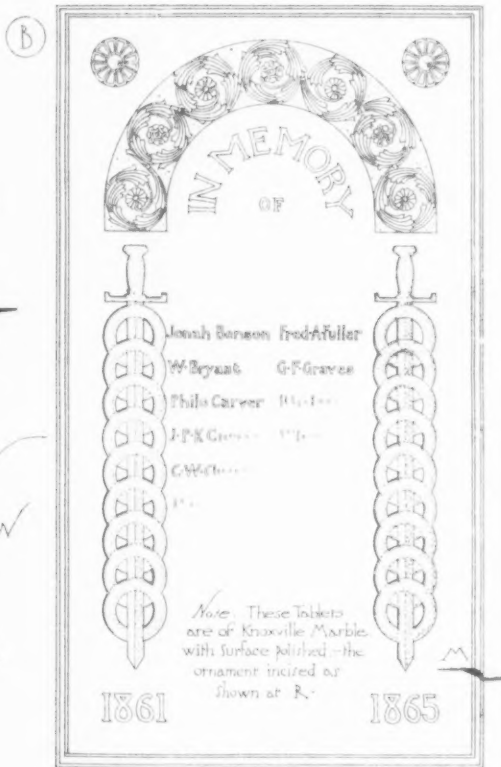 B
IN MEMORY
OF
Jonah Benson Fred A Fuller
W·Bryant G·F·Graves
Philo Carver
J·P·K
G·W·
Note. These Tablets
are of Knoxville Marble
with Surface polished - the
ornament incised as
shown at R.
M
1861 1865